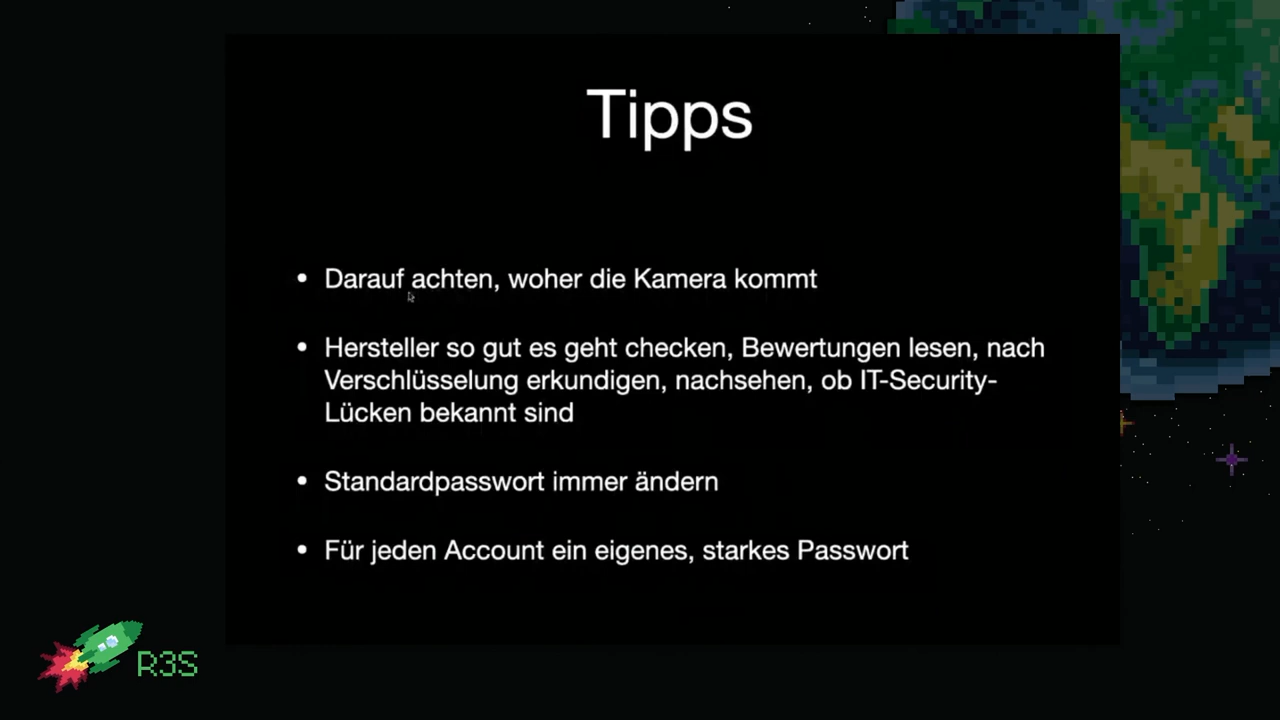 Tipps
• Darauf achten, woher die Kamera kommt
• Hersteller so gut es geht checken, Bewertungen lesen, nach
Verschlüsselung erkundigen, nachsehen, ob IT-Security-
Lücken bekannt sind
• Standardpasswort immer ändern
• Für jeden Account ein eigenes, starkes Passwort
R3S